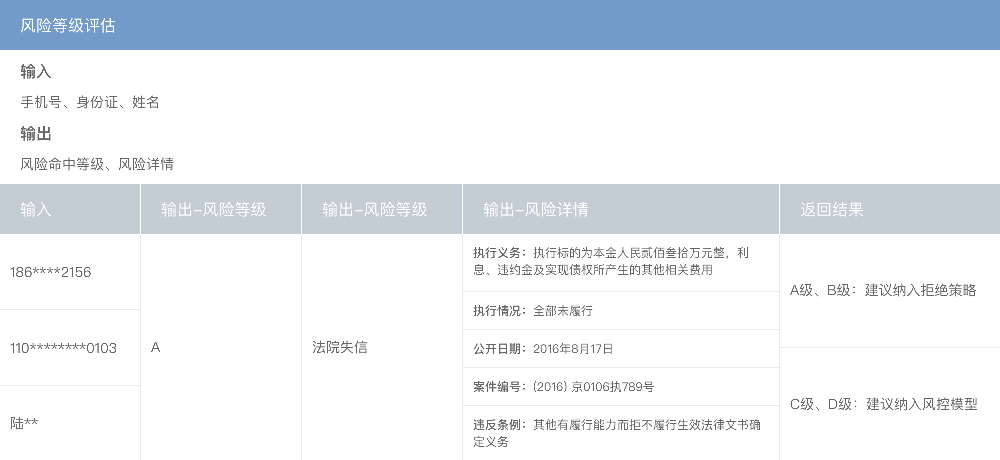 风险等级评估
输入
手机号、身份证、姓名
输出
风险命中等级、风险详情
输入
输出-风险等级
输出-风险等级
输出-风险详情
返回结果
186****2156
110********0103
陆**
A
法院失信
执行义务：执行标的为本金人民贰佰叁拾万元整，利
息、违约金及实现债权所产生的其他相关费用
执行情况：全部未履行
公开日期：2016年8月17日
案件编号：(2016) 京0106执789号
违反条例：其他有履行能力而拒不履行生效法律文书确
定义务
A级、B级：建议纳入拒绝策略
C级、D级：建议纳入风控模型